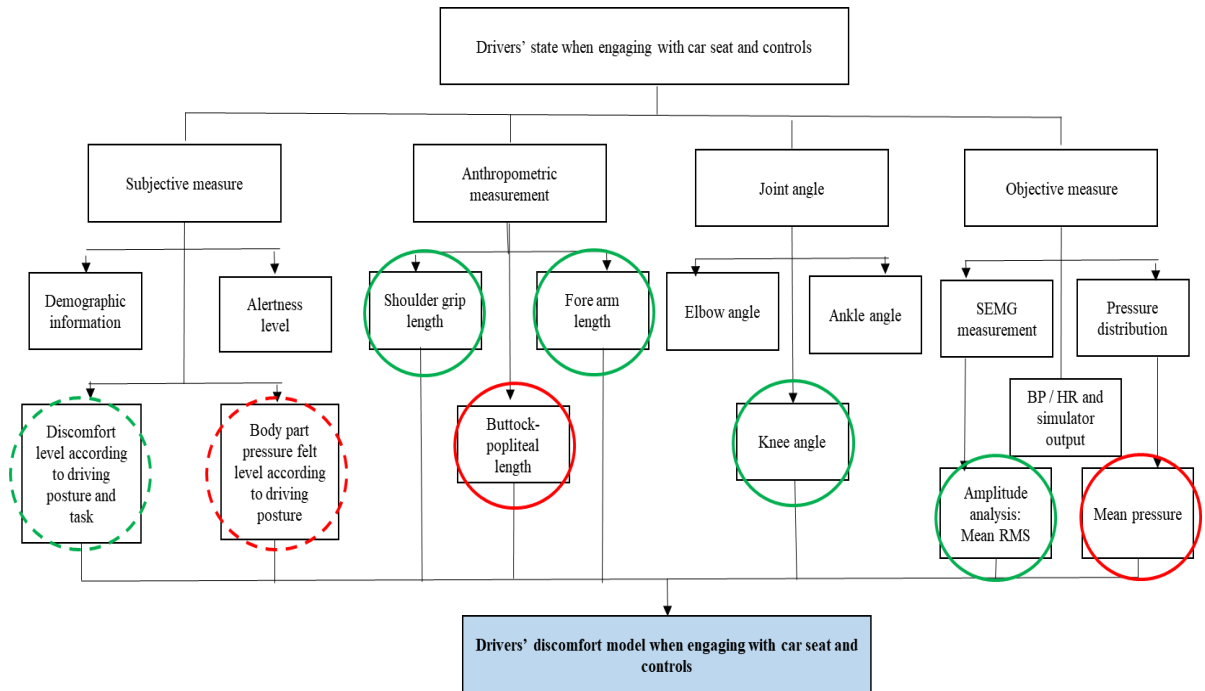 Drivers’ state when engaging with car seat and controls
Subjective measure
Anthropometric
measurement
Joint angle
Objective measure
Demographic
information
Alertness
level
Shoulder grip
length
Fore arm
length
Elbow angle
Ankle angle
SEMG
measurement
Pressure
distribution
Discomfort
level according
to driving
posture and
task
Body part
pressure felt
level according
to driving
posture
Buttock-
popliteal
length
Knee angle
BP / HR and
simulator
output
Amplitude
analysis:
Mean RMS
Mean pressure
Drivers’ discomfort model when engaging with car seat and
controls